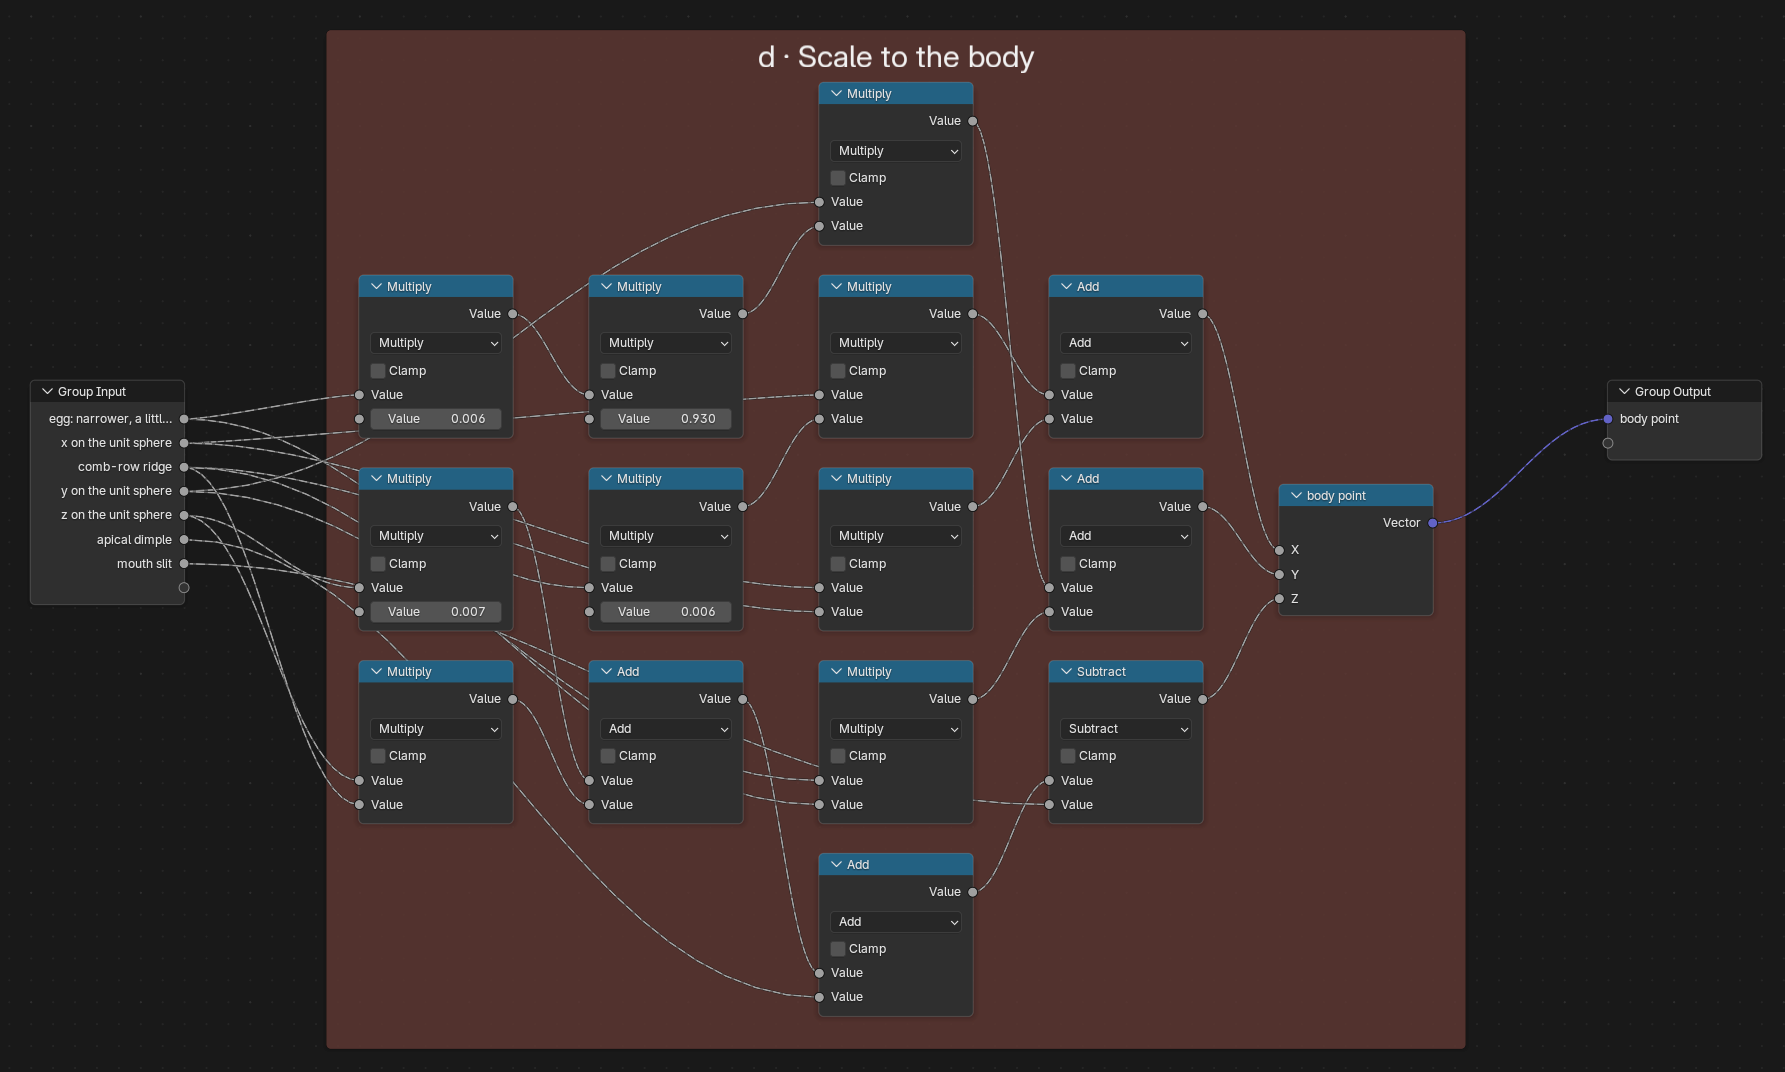 d · Scale to the body
Multiply
Value
Multiply
Clamp
Value
Value
Multiply
Value
Multiply
Clamp
Value
Value 0.006
Multiply
Value
Multiply
Clamp
Value
Value 0.930
Multiply
Value
Multiply
Clamp
Value
Value
Add
Value
Add
Clamp
Value
Value
Group Input
egg: narrower, a littl...
x on the unit sphere
comb-row ridge
y on the unit sphere
z on the unit sphere
apical dimple
mouth slit
Multiply
Value
Multiply
Clamp
Value
Value 0.007
Multiply
Value
Multiply
Clamp
Value
Value 0.006
Multiply
Value
Multiply
Clamp
Value
Value
Add
Value
Add
Clamp
Value
Value
body point
Vector
X
Y
Z
Group Output
body point
Multiply
Value
Multiply
Clamp
Value
Value
Add
Value
Add
Clamp
Value
Value
Multiply
Value
Multiply
Clamp
Value
Value
Subtract
Value
Subtract
Clamp
Value
Value
Add
Value
Add
Clamp
Value
Value